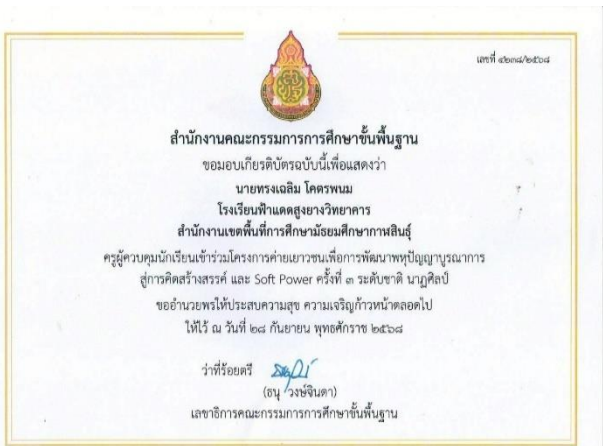 เลขที่ ๔๒๓๘/๒๕๖๘
สำนักงานคณะกรรมการการศึกษาขั้นพื้นฐาน
ขอมอบเกียรติบัตรฉบับนี้เพื่อแสดงว่า
นายทรงเฉลิม โคตรพนม
โรงเรียนฟ้าแดดสูงยางวิทยาคาร
สำนักงานเขตพื้นที่การศึกษามัธยมศึกษากาฬสินธุ์
ครูผู้ควบคุมนักเรียนเข้าร่วมโครงการค่ายเยาวชนเพื่อการพัฒนาพหุปัญญาบูรณาการ
สู่การคิดสร้างสรรค์ และ Soft Power ครั้งที่ ๓ ระดับชาติ นาฏศิลป์
ขออำนวยพรให้ประสบความสุข ความเจริญก้าวหน้าตลอดไป
ให้ไว้ ณ วันที่ ๒๘ กันยายน พุทธศักราช ๒๕๖๘
ว่าที่ร้อยตรี
(ธนุ วงษ์จินดา)
เลขาธิการคณะกรรมการการศึกษาขั้นพื้นฐาน